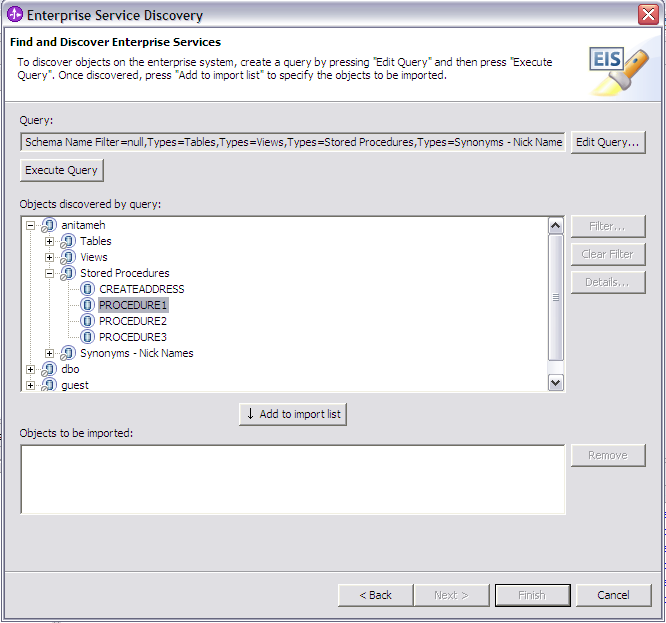 Enterprise Service Discovery
Find and Discover Enterprise Services
To discover objects on the enterprise system, create a query by pressing "Edit Query" and then press "Execute
Query". Once discovered, press "Add to import list" to specify the objects to be imported.
EIS
Query:
Schema Name Filter=null,Types=Tables,Types=Views,Types=Stored Procedures,Types=Synonyms - Nick Name
Edit Query...
Execute Query
Objects discovered by query:
anitameh
Tables
Views
Stored Procedures
CREATEADDRESS
PROCEDURE1
PROCEDURE2
PROCEDURE3
Synonyms - Nick Names
dbo
guest
Filter...
Clear Filter
Details...
↓ Add to import list
Objects to be imported:
Remove
< Back
Next >
Finish
Cancel